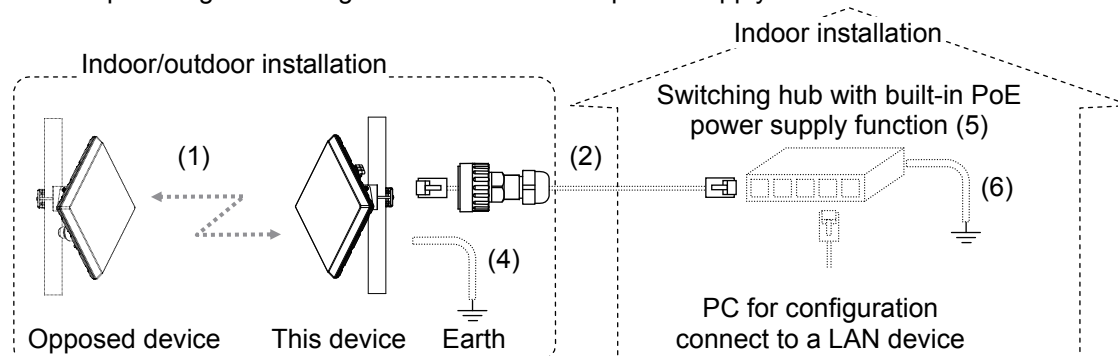 Indoor installation
Indoor/outdoor installation
Switching hub with built-in PoE
power supply function (5)
(1)
(2)
(6)
(4)
PC for configuration
connect to a LAN device
Opposed device
This device
Earth